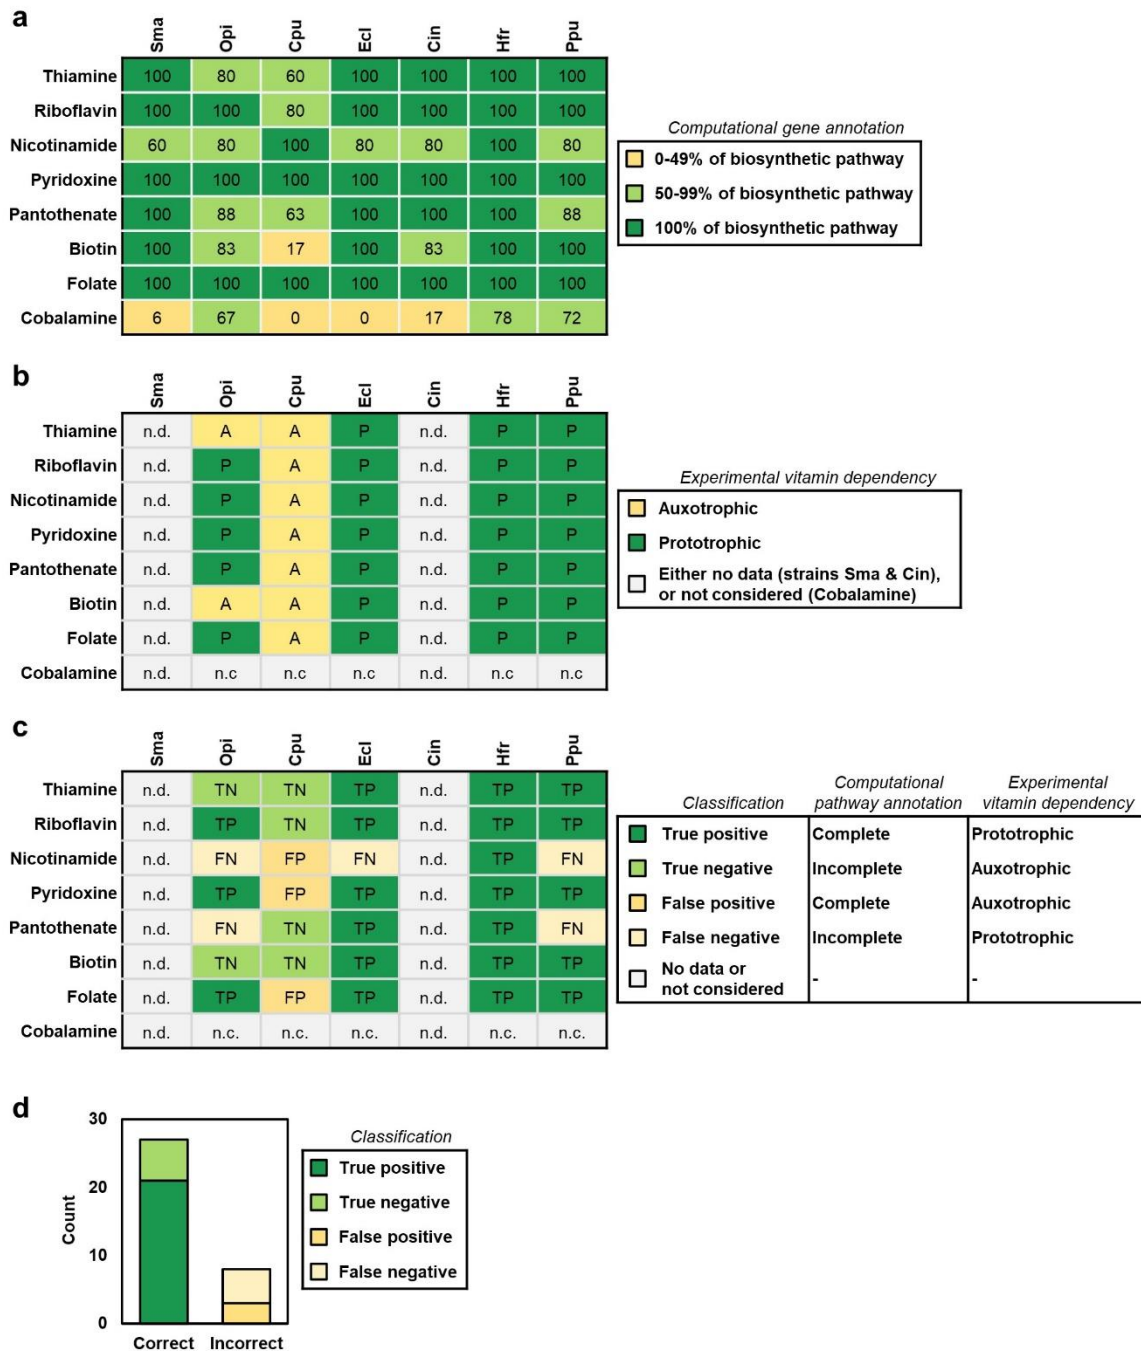 a
Sma Opi Cpu Ecl Cin Hfr Ppu
Thiamine 100 80 60 100 100 100 100
Riboflavin 100 100 80 100 100 100 100
Nicotinamide 60 80 100 80 80 100 80
Pyridoxine 100 100 100 100 100 100 100
Pantothenate 100 88 63 100 100 100 88
Biotin 100 83 17 100 83 100 100
Folate 100 100 100 100 100 100 100
Cobalamine 6 67 0 0 17 78 72
Computational gene annotation
0-49% of biosynthetic pathway
50-99% of biosynthetic pathway
100% of biosynthetic pathway
b
Sma Opi Cpu Ecl Cin Hfr Ppu
Thiamine n.d. A A P n.d. P P
Riboflavin n.d. P A P n.d. P P
Nicotinamide n.d. P A P n.d. P P
Pyridoxine n.d. P A P n.d. P P
Pantothenate n.d. P A P n.d. P P
Biotin n.d. A A P n.d. P P
Folate n.d. P A P n.d. P P
Cobalamine n.d. n.c n.c n.c n.d. n.c n.c
Experimental vitamin dependency
Auxotrophic
Prototrophic
Either no data (strains Sma & Cin),
or not considered (Cobalamine)
c
Sma Opi Cpu Ecl Cin Hfr Ppu
Thiamine n.d. TN TN TP n.d. TP TP
Riboflavin n.d. TP TN TP n.d. TP TP
Nicotinamide n.d. FN FP FN n.d. TP FN
Pyridoxine n.d. TP FP TP n.d. TP TP
Pantothenate n.d. FN TN TP n.d. TP FN
Biotin n.d. TN TN TP n.d. TP TP
Folate n.d. TP FP TP n.d. TP TP
Cobalamine n.d. n.c. n.c. n.c. n.d. n.c. n.c.
Computational Experimental
Classification pathway annotation vitamin dependency
True positive Complete Prototrophic
True negative Incomplete Auxotrophic
False positive Complete Auxotrophic
False negative Incomplete Prototrophic
No data or
not considered - -
d
30
20
10
0
Count
Correct Incorrect
Classification
True positive
True negative
False positive
False negative